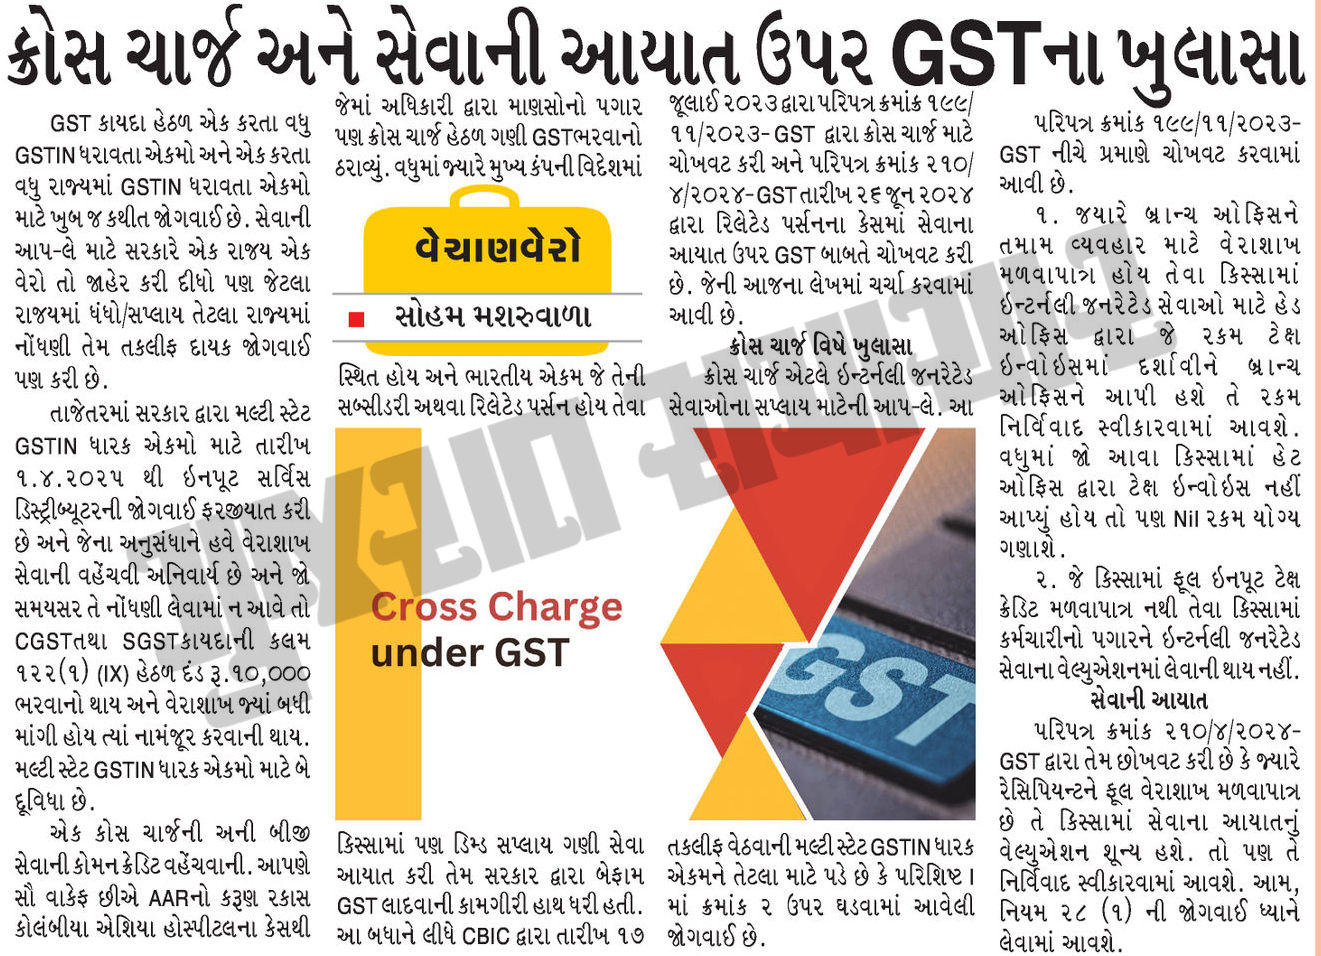 ક્રોસ ચાર્જ અને સેવાની આયાત ઉપર GSTના ખુલાસા
GST કાયદા હેઠળ એક કરતા વધુ
GSTIN ધરાવતા એકમો અને એક કરતા
વધુ રાજ્યમાં GSTIN ધરાવતા એકમો
માટે ખુબ જ કથીત જોગવાઈ છે. સેવાની
આપ-લે માટે સરકારે એક રાજય એક
વેરો તો જાહેર કરી દીધો પણ જેટલા
રાજયમાં ધંધો/સપ્લાય તેટલા રાજ્યમાં
નોંધણી તેમ તકલીફ દાયક જોગવાઈ
પણ કરી છે.
તાજેતરમાં સરકાર દ્વારા મલ્ટી સ્ટેટ
GSTIN ધારક એકમો માટે તારીખ
૧.૪.૨૦૨૫ થી ઇનપૂટ સર્વિસ
ડિસ્ટ્રીબ્યૂટરની જોગવાઈ ફરજીયાત કરી
છે અને જેના અનુસંધાને હવે વેરાશાખ
સેવાની વહેંચવી અનિવાર્ય છે અને જો
સમયસર તે નોંધણી લેવામાં ન આવે તો
CGSTતથા SGSTકાયદાની કલમ
૧૨૨(૧) (IX) હેઠળ દંડ રૂ.૧૦,૦૦૦
ભરવાનો થાય અને વેરાશાખ જ્યાં બધી
માંગી હોય ત્યાં નામંજૂર કરવાની થાય.
મલ્ટી સ્ટેટ GSTIN ધારક એકમો માટે બે
દૂવિધા છે.
એક કોસ ચાર્જની અની બીજી
સેવાની કોમન ક્રેડિટ વહેંચવાની. આપણે
સૌ વાકેફ છીએ AARનો કરૂણ રકાસ
કોલંબીયા એશિયા હોસ્પીટલના કેસથી
જેમાં અધિકારી દ્વારા માણસોનો પગાર
પણ ક્રોસ ચાર્જ હેઠળ ગણી GSTભરવાનો
ઠરાવ્યું. વધુમાં જ્યારે મુખ્ય કંપની વિદેશમાં
વેચાણવેરો
સોહમ મશરુવાળા
સ્થિત હોય અને ભારતીય એકમ જે તેની
સબ્સીડરી અથવા રિલેટેડ પર્સન હોય તેવા
Cross Charge
under GST
GST
કિસ્સામાં પણ ડિમ્ડ સપ્લાય ગણી સેવા
આયાત કરી તેમ સરકાર દ્વારા બેફામ
GST લાદવાની કામગીરી હાથ ધરી હતી.
આ બધાને લીધે CBIC દ્વારા તારીખ ૧૭
જૂલાઈ ૨૦૨૩ દ્વારા પરિપત્ર ક્રમાંક ૧૯૯/
૧૧/૨૦૨૩- GST દ્વારા ક્રોસ ચાર્જ માટે
ચોખવટ કરી અને પરિપત્ર ક્રમાંક ૨૧૦/
૪/૨૦૨૪-GST તારીખ ૨૬ જૂન ૨૦૨૪
દ્વારા રિલેટેડ પર્સનના કેસમાં સેવાના
આયાત ઉપર GST બાબતે ચોખવટ કરી
છે. જેની આજના લેખમાં ચર્ચા કરવામાં
આવી છે.
ક્રોસ ચાર્જ વિષે ખુલાસા
ક્રોસ ચાર્જ એટલે ઇન્ટર્નલી જનરેટેડ
સેવાઓના સપ્લાય માટેની આપ-લે. આ
તકલીફ વેઠવાની મલ્ટી સ્ટેટ GSTIN ધારક
એકમને તેટલા માટે પડે છે કે પરિશિષ્ટ I
માં ક્રમાંક ૨ ઉપર ઘડવામાં આવેલી
જોગવાઈ છે.
પરિપત્ર ક્રમાંક ૧૯૯/૧૧/૨૦૨૩-
GST નીચે પ્રમાણે ચોખવટ કરવામાં
આવી છે.
૧. જયારે બ્રાન્ચ ઓફિસને
તમામ વ્યવહાર માટે વેરાશાખ
મળવાપાત્ર હોય તેવા કિસ્સામાં
ઇન્ટર્નલી જનરેટેડ સેવાઓ માટે હેડ
ઓફિસ દ્વારા જે રકમ ટેક્ષ
ઇન્વોઇસમાં દર્શાવીને બ્રાન્ચ
ઓફિસને આપી હશે તે રકમ
નિર્વિવાદ સ્વીકારવામાં આવશે.
વધુમાં જો આવા કિસ્સામાં હેટ
ઓફિસ દ્વારા ટેક્ષ ઇન્વોઇસ નહીં
આપ્યું હોય તો પણ Nil રકમ યોગ્ય
ગણાશે.
૨. જે કિસ્સામાં ફૂલ ઇનપૂટ ટેક્ષ
ક્રેડિટ મળવાપાત્ર નથી તેવા કિસ્સામાં
કર્મચારીનો પગારને ઇન્ટર્નલી જનરેટેડ
સેવાના વેલ્યુએશનમાં લેવાની થાય નહીં.
સેવાની આયાત
પરિપત્ર ક્રમાંક ૨૧૦/૪/૨૦૨૪-
GST દ્વારા તેમ છોખવટ કરી છે કે જ્યારે
રેસિપિયન્ટને ફૂલ વેરાશાખ મળવાપાત્ર
છે તે કિસ્સામાં સેવાના આયાતનું
વેલ્યુએશન શૂન્ય હશે. તો પણ તે
નિર્વિવાદ સ્વીકારવામાં આવશે. આમ,
નિયમ ૨૮ (૧) ની જોગવાઈ ધ્યાને
લેવામાં આવશે.
ગુજરાત સમાચાર